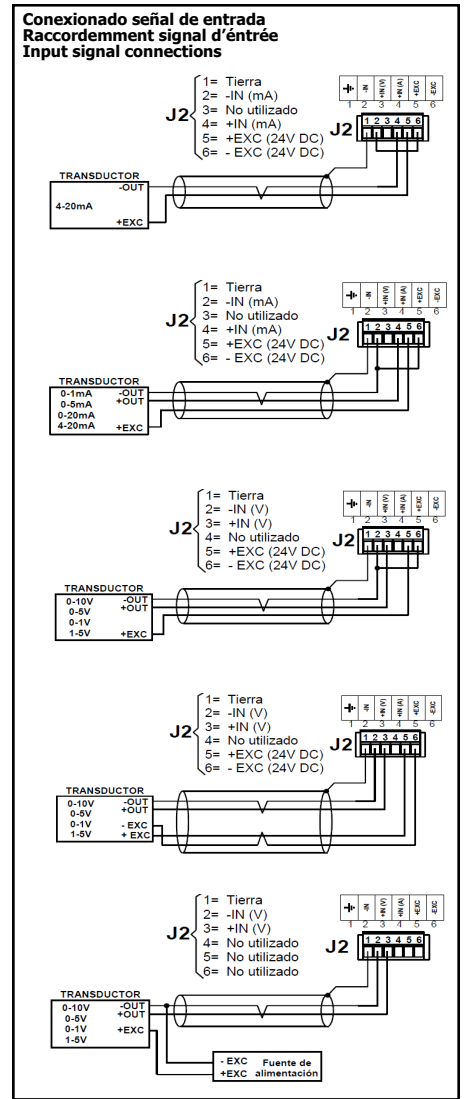 Conexionado señal de entrada
Raccordemment signal d'éntrée
Input signal connections
J2
1= Tierra
2= -IN (mA)
3= No utilizado
4= +IN (mA)
5= +EXC (24V DC)
6= - EXC (24V DC)
-IN +IN (V) +IN (A) +EXC -EXC
1 2 3 4 5 6
J2
1 2 3 4 5 6
TRANSDUCTOR
-OUT
4-20mA
+EXC
J2
1= Tierra
2= -IN (mA)
3= No utilizado
4= +IN (mA)
5= +EXC (24V DC)
6= - EXC (24V DC)
-IN +IN (V) +IN (A) +EXC -EXC
1 2 3 4 5 6
J2
1 2 3 4 5 6
TRANSDUCTOR
0-1mA -OUT
0-5mA +OUT
0-20mA
4-20mA +EXC
J2
1= Tierra
2= -IN (V)
3= +IN (V)
4= No utilizado
5= +EXC (24V DC)
6= - EXC (24V DC)
-IN +IN (V) +IN (A) +EXC -EXC
1 2 3 4 5 6
J2
1 2 3 4 5 6
TRANSDUCTOR
0-10V -OUT
0-5V +OUT
0-1V
1-5V +EXC
J2
1= Tierra
2= -IN (V)
3= +IN (V)
4= No utilizado
5= +EXC (24V DC)
6= - EXC (24V DC)
-IN +IN (V) +IN (A) +EXC -EXC
1 2 3 4 5 6
J2
1 2 3 4 5 6
TRANSDUCTOR
0-10V -OUT
0-5V +OUT
0-1V - EXC
1-5V + EXC
J2
1= Tierra
2= -IN (V)
3= +IN (V)
4= No utilizado
5= No utilizado
6= No utilizado
-IN +IN (V) +IN (A) +EXC -EXC
1 2 3 4 5 6
J2
1 2 3 4 5 6
TRANSDUCTOR
0-10V -OUT
0-5V +OUT
0-1V +EXC
1-5V
- EXC Fuente de
+EXC alimentación